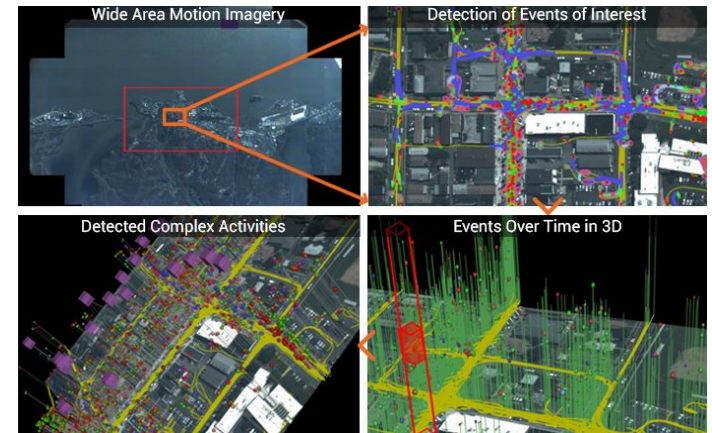 Wide Area Motion Imagery
Detection of Events of Interest
Detected Complex Activities
Events Over Time in 3D